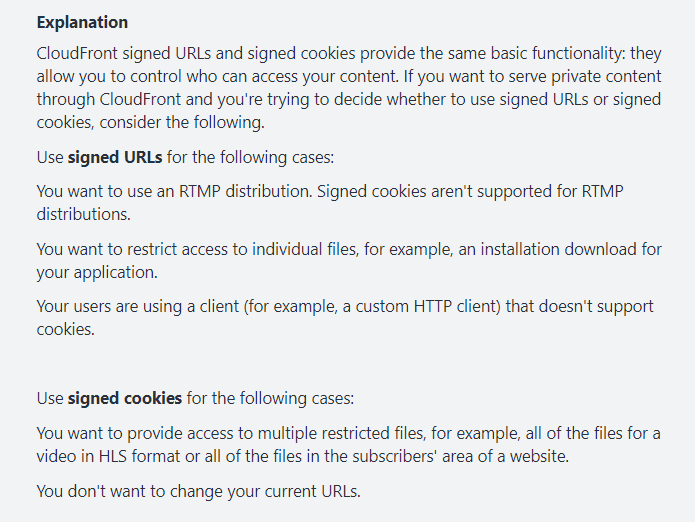 Explanation
CloudFront signed URLs and signed cookies provide the same basic functionality: they
allow you to control who can access your content. If you want to serve private content
through CloudFront and you're trying to decide whether to use signed URLs or signed
cookies, consider the following.
Use signed URLs for the following cases:
You want to use an RTMP distribution. Signed cookies aren't supported for RTMP
distributions.
You want to restrict access to individual files, for example, an installation download for
your application.
Your users are using a client (for example, a custom HTTP client) that doesn't support
cookies.
Use signed cookies for the following cases:
You want to provide access to multiple restricted files, for example, all of the files for a
video in HLS format or all of the files in the subscribers' area of a website.
You don't want to change your current URLs.